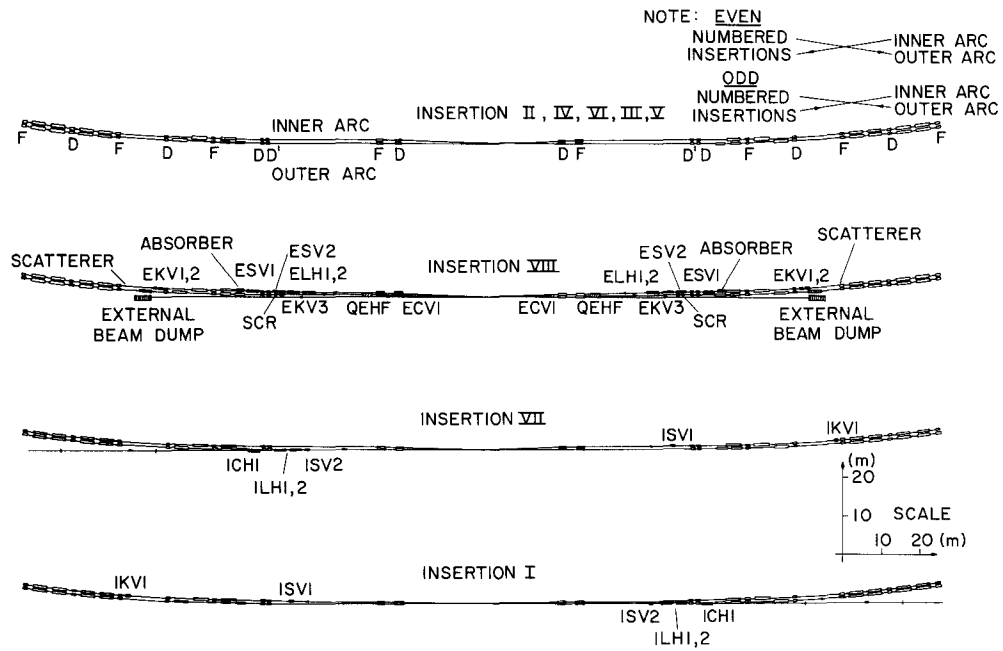 NOTE: EVEN
NUMBERED
INSERTIONS
INNER ARC
OUTER ARC
ODD
NUMBERED
INSERTIONS
INNER ARC
OUTER ARC
INSERTION II, IV, VI, III, V
INNER ARC
F D F D F D D' F D D F D' D F D F D F
OUTER ARC
INSERTION VIII
SCATTERER
ABSORBER
ESV2
EKV1,2
ESV1
ELH1,2
ESV2
ABSORBER
SCATTERER
ELH1,2
ESV1
EKV1,2
EXTERNAL
BEAM DUMP
SCR
EKV3
QEHF
ECV1
ECV1
QEHF
EKV3
SCR
EXTERNAL
BEAM DUMP
INSERTION VII
ISV1
IKV1
ICH1
ISV2
ILH1,2
(m)
20
10
SCALE
10 20 (m)
INSERTION I
IKV1
ISV1
ISV2
ICH1
ILH1,2